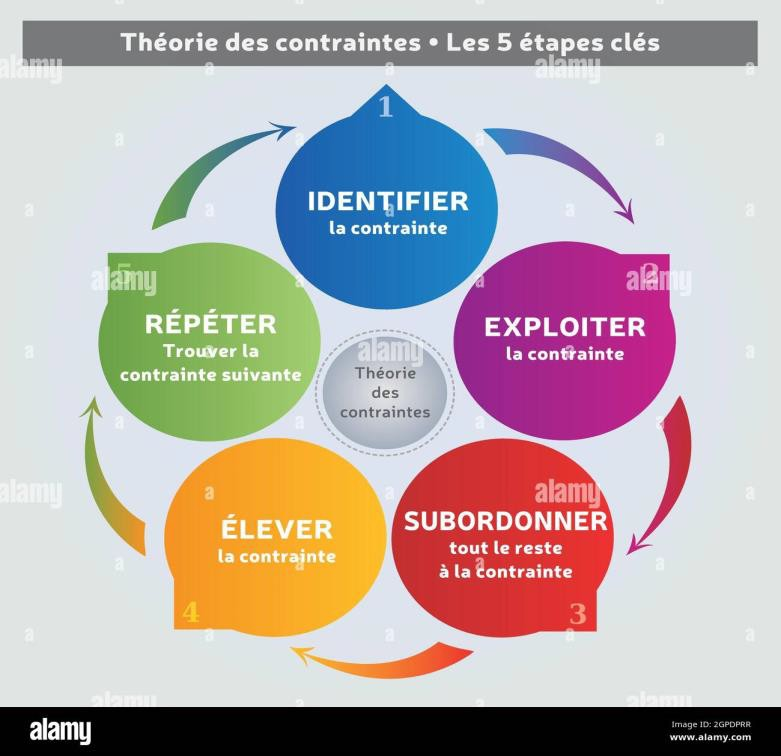 Théorie des contraintes • Les 5 étapes clés
1
IDENTIFIER
la contrainte
2
EXPLOITER
la contrainte
3
SUBORDONNER
tout le reste
à la contrainte
4
ÉLEVER
la contrainte
5
RÉPÉTER
Trouver la
contrainte suivante
Théorie
des
contraintes
alamy
Image ID: 2GPDPRR
www.alamy.com